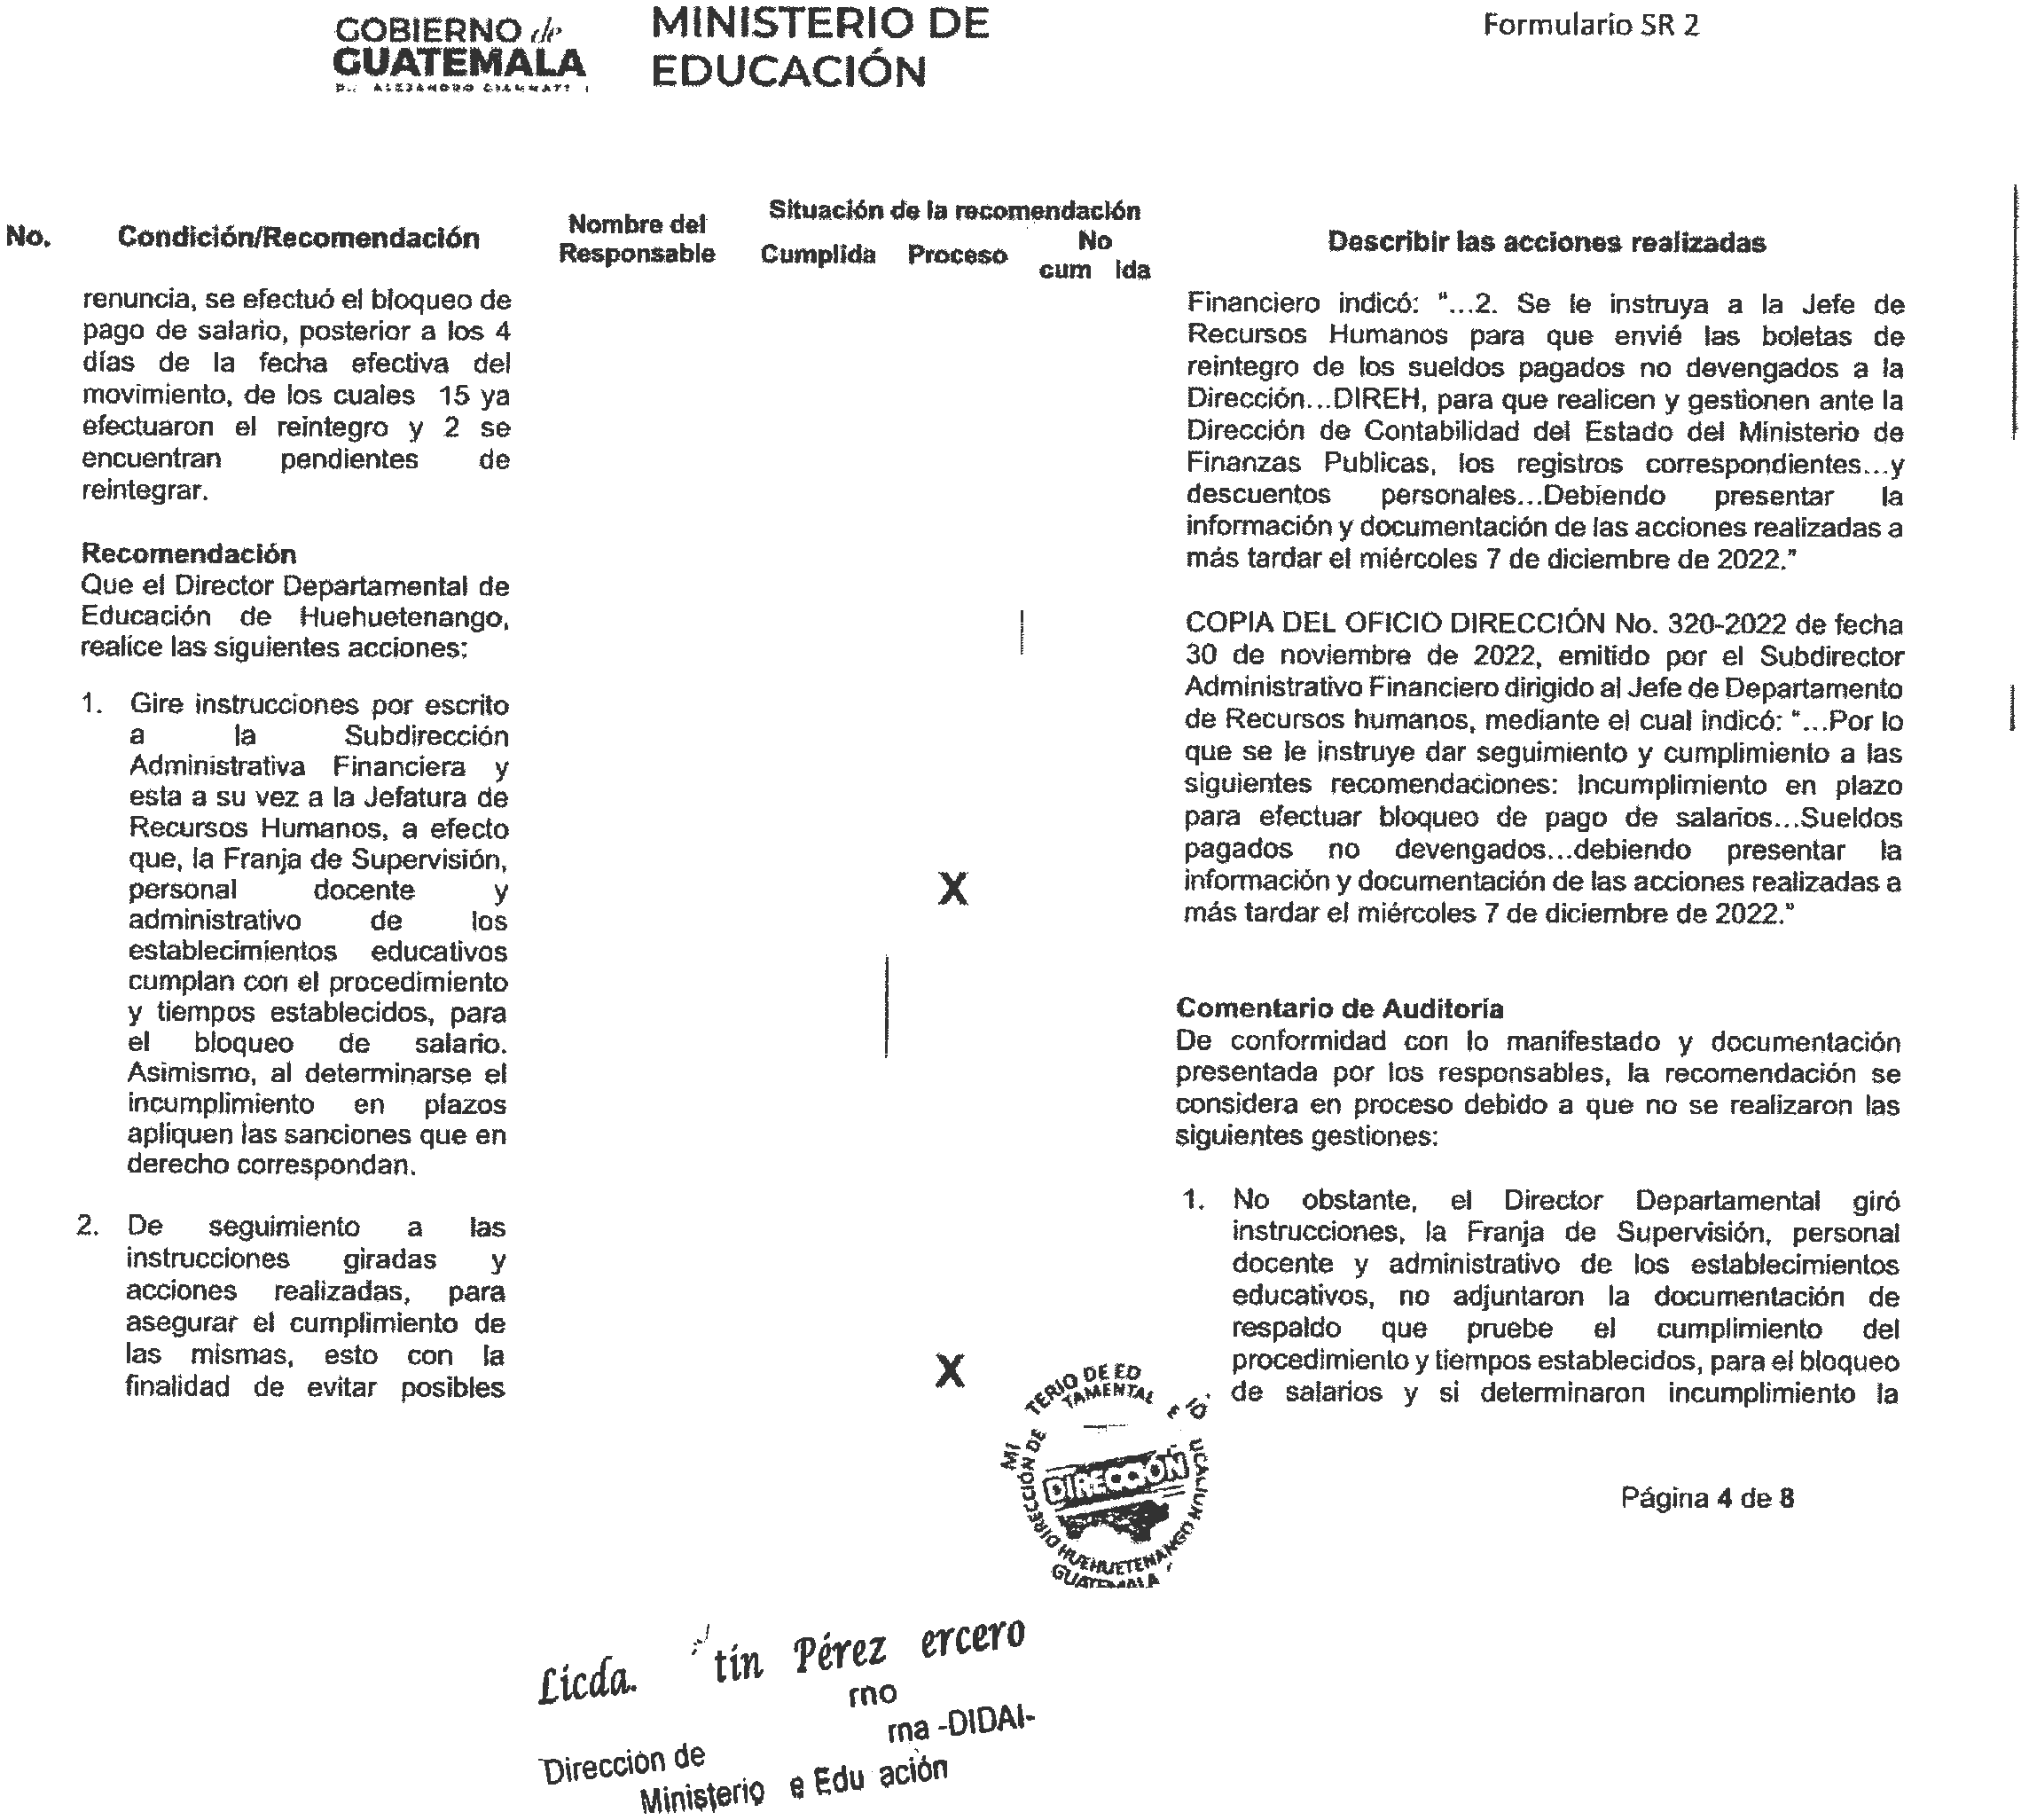 GOBIERNO de
GUATEMALA
MINISTERIO DE
EDUCACIÓN
Formulario SR 2
No.
Condición/Recomendación
Nombre del
Responsable
Situación de la recomendación
Cumplida
Proceso
No
cum ida
Describir las acciones realizadas
renuncia, se efectuó el bloqueo de
pago de salario, posterior a los 4
días de la fecha efectiva del
movimiento, de los cuales 15 ya
efectuaron el reintegro y 2 se
encuentran pendientes de
reintegrar.
Recomendación
Que el Director Departamental de
Educación de Huehuetenango,
realice las siguientes acciones:
1. Gire instrucciones por escrito
a la Subdirección
Administrativa Financiera y
esta a su vez a la Jefatura de
Recursos Humanos, a efecto
que, la Franja de Supervisión,
personal docente y
administrativo de los
establecimientos educativos
cumplan con el procedimiento
y tiempos establecidos, para
el bloqueo de salario.
Asimismo, al determinarse el
incumplimiento en plazos
apliquen las sanciones que en
derecho correspondan.
X
2. De seguimiento a las
instrucciones giradas y
acciones realizadas, para
asegurar el cumplimiento de
las mismas, esto con la
finalidad de evitar posibles
X
Financiero indicó: "...2. Se le instruya a la Jefe de
Recursos Humanos para que envié las boletas de
reintegro de los sueldos pagados no devengados a la
Dirección...DIREH, para que realicen y gestionen ante la
Dirección de Contabilidad del Estado del Ministerio de
Finanzas Publicas, los registros correspondientes...y
descuentos personales...Debiendo presentar la
información y documentación de las acciones realizadas a
más tardar el miércoles 7 de diciembre de 2022."
COPIA DEL OFICIO DIRECCIÓN No. 320-2022 de fecha
30 de noviembre de 2022, emitido por el Subdirector
Administrativo Financiero dirigido al Jefe de Departamento
de Recursos humanos, mediante el cual indicó: "...Por lo
que se le instruye dar seguimiento y cumplimiento a las
siguientes recomendaciones: Incumplimiento en plazo
para efectuar bloqueo de pago de salarios...Sueldos
pagados no devengados...debiendo presentar la
información y documentación de las acciones realizadas a
más tardar el miércoles 7 de diciembre de 2022."
Comentario de Auditoría
De conformidad con lo manifestado y documentación
presentada por los responsables, la recomendación se
considera en proceso debido a que no se realizaron las
siguientes gestiones:
1. No obstante, el Director Departamental giró
instrucciones, la Franja de Supervisión, personal
docente y administrativo de los establecimientos
educativos, no adjuntaron la documentación de
respaldo que pruebe el cumplimiento del
procedimiento y tiempos establecidos, para el bloqueo
de salarios y si determinaron incumplimiento la
TERIO DE ED
DIRECCIÓN DE TAMENTAL
DIRECCIÓN
HUEHUETENANGO
GUATEMALA
Página 4 de 8
Licda. tín Pérez ercero
rno
rna -DIDAI-
Dirección de
Ministerio e Edu ación